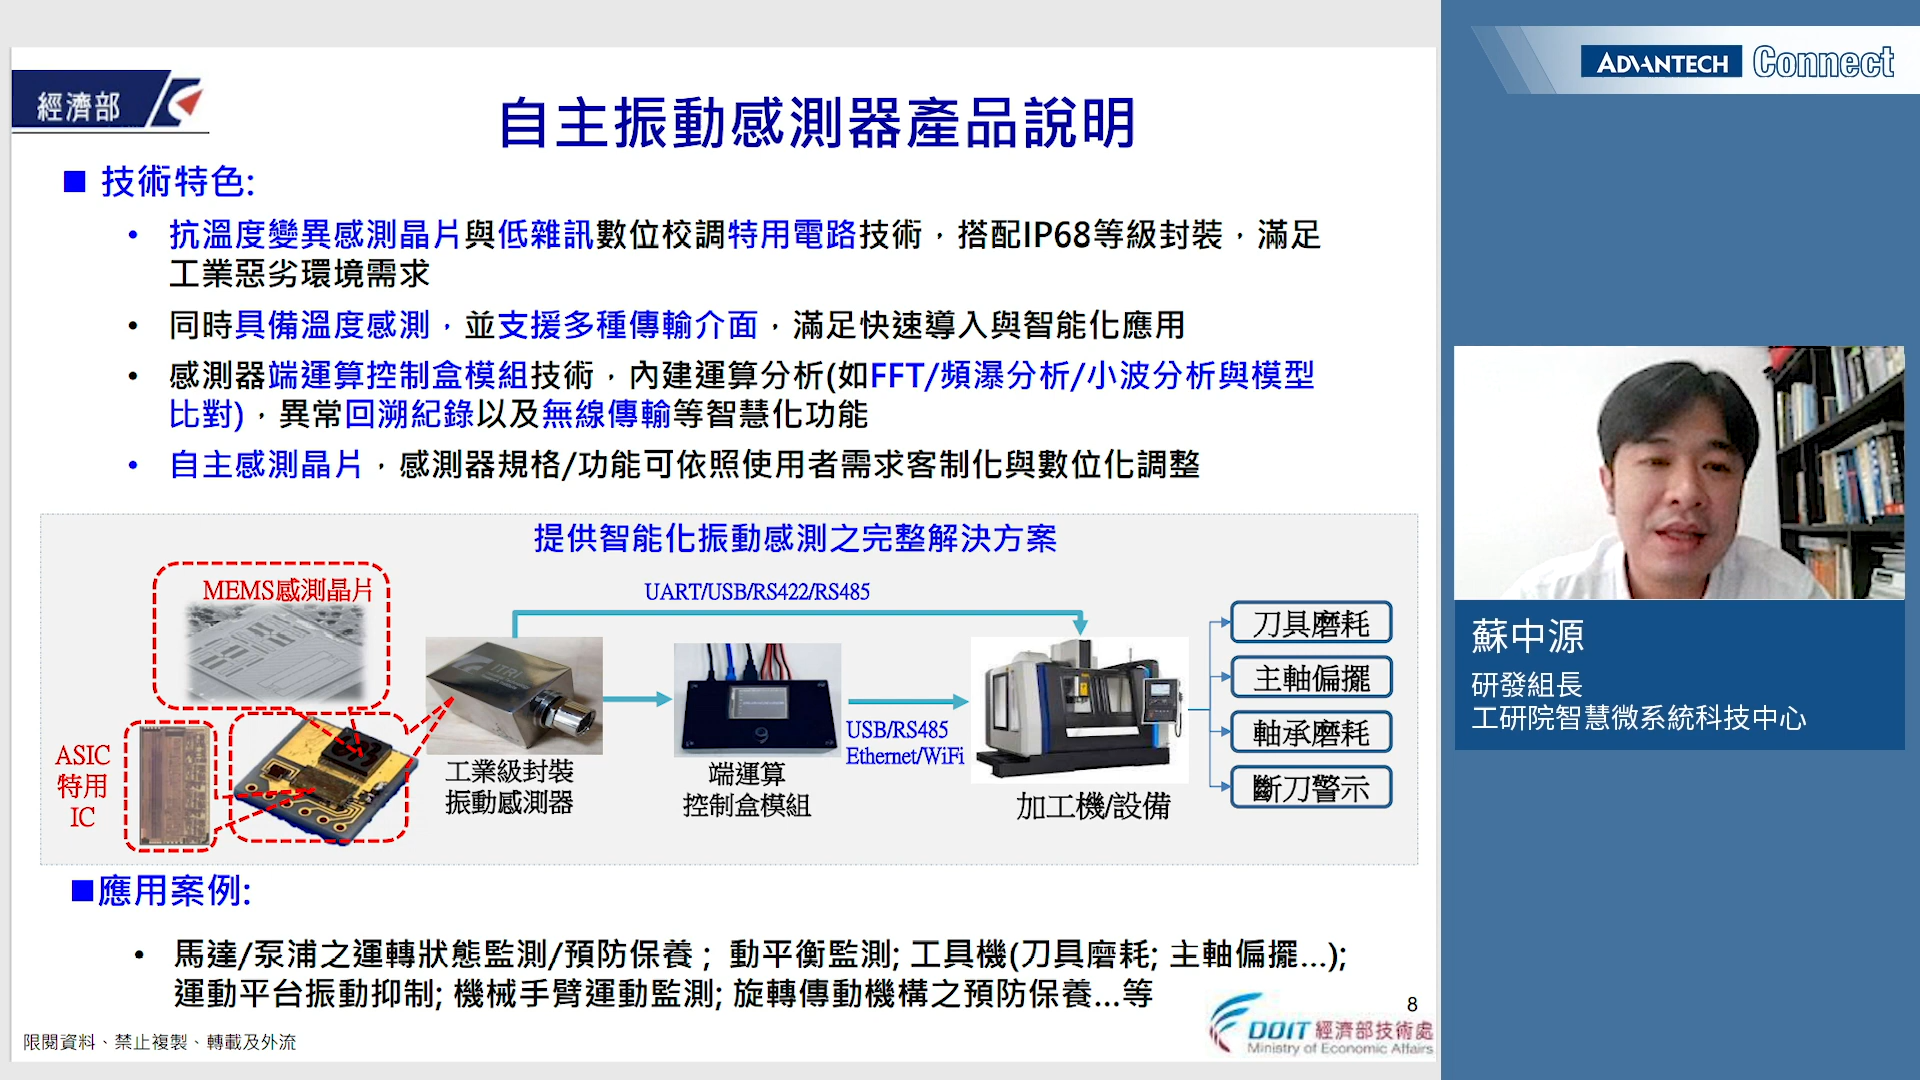 經濟部
自主振動感測器產品說明
技術特色:
• 抗溫度變異感測晶片與低雜訊數位校調特用電路技術，搭配IP68等級封裝，滿足
工業惡劣環境需求
• 同時具備溫度感測，並支援多種傳輸介面，滿足快速導入與智能化應用
• 感測器端運算控制盒模組技術，內建運算分析(如FFT/頻瀑分析/小波分析與模型
比對)，異常回溯紀錄以及無線傳輸等智慧化功能
• 自主感測晶片，感測器規格/功能可依照使用者需求客制化與數位化調整
提供智能化振動感測之完整解決方案
MEMS感測晶片
ASIC
特用
IC
ITRI
工業級封裝
振動感測器
UART/USB/RS422/RS485
端運算
控制盒模組
USB/RS485
Ethernet/WiFi
加工機/設備
刀具磨耗
主軸偏擺
軸承磨耗
斷刀警示
應用案例:
• 馬達/泵浦之運轉狀態監測/預防保養；動平衡監測; 工具機(刀具磨耗; 主軸偏擺...);
運動平台振動抑制; 機械手臂運動監測; 旋轉傳動機構之預防保養...等
8
DOIT 經濟部技術處
Ministry of Economic Affairs
限閱資料、禁止複製、轉載及外流
ADVANTECH Connect
蘇中源
研發組長
工研院智慧微系統科技中心